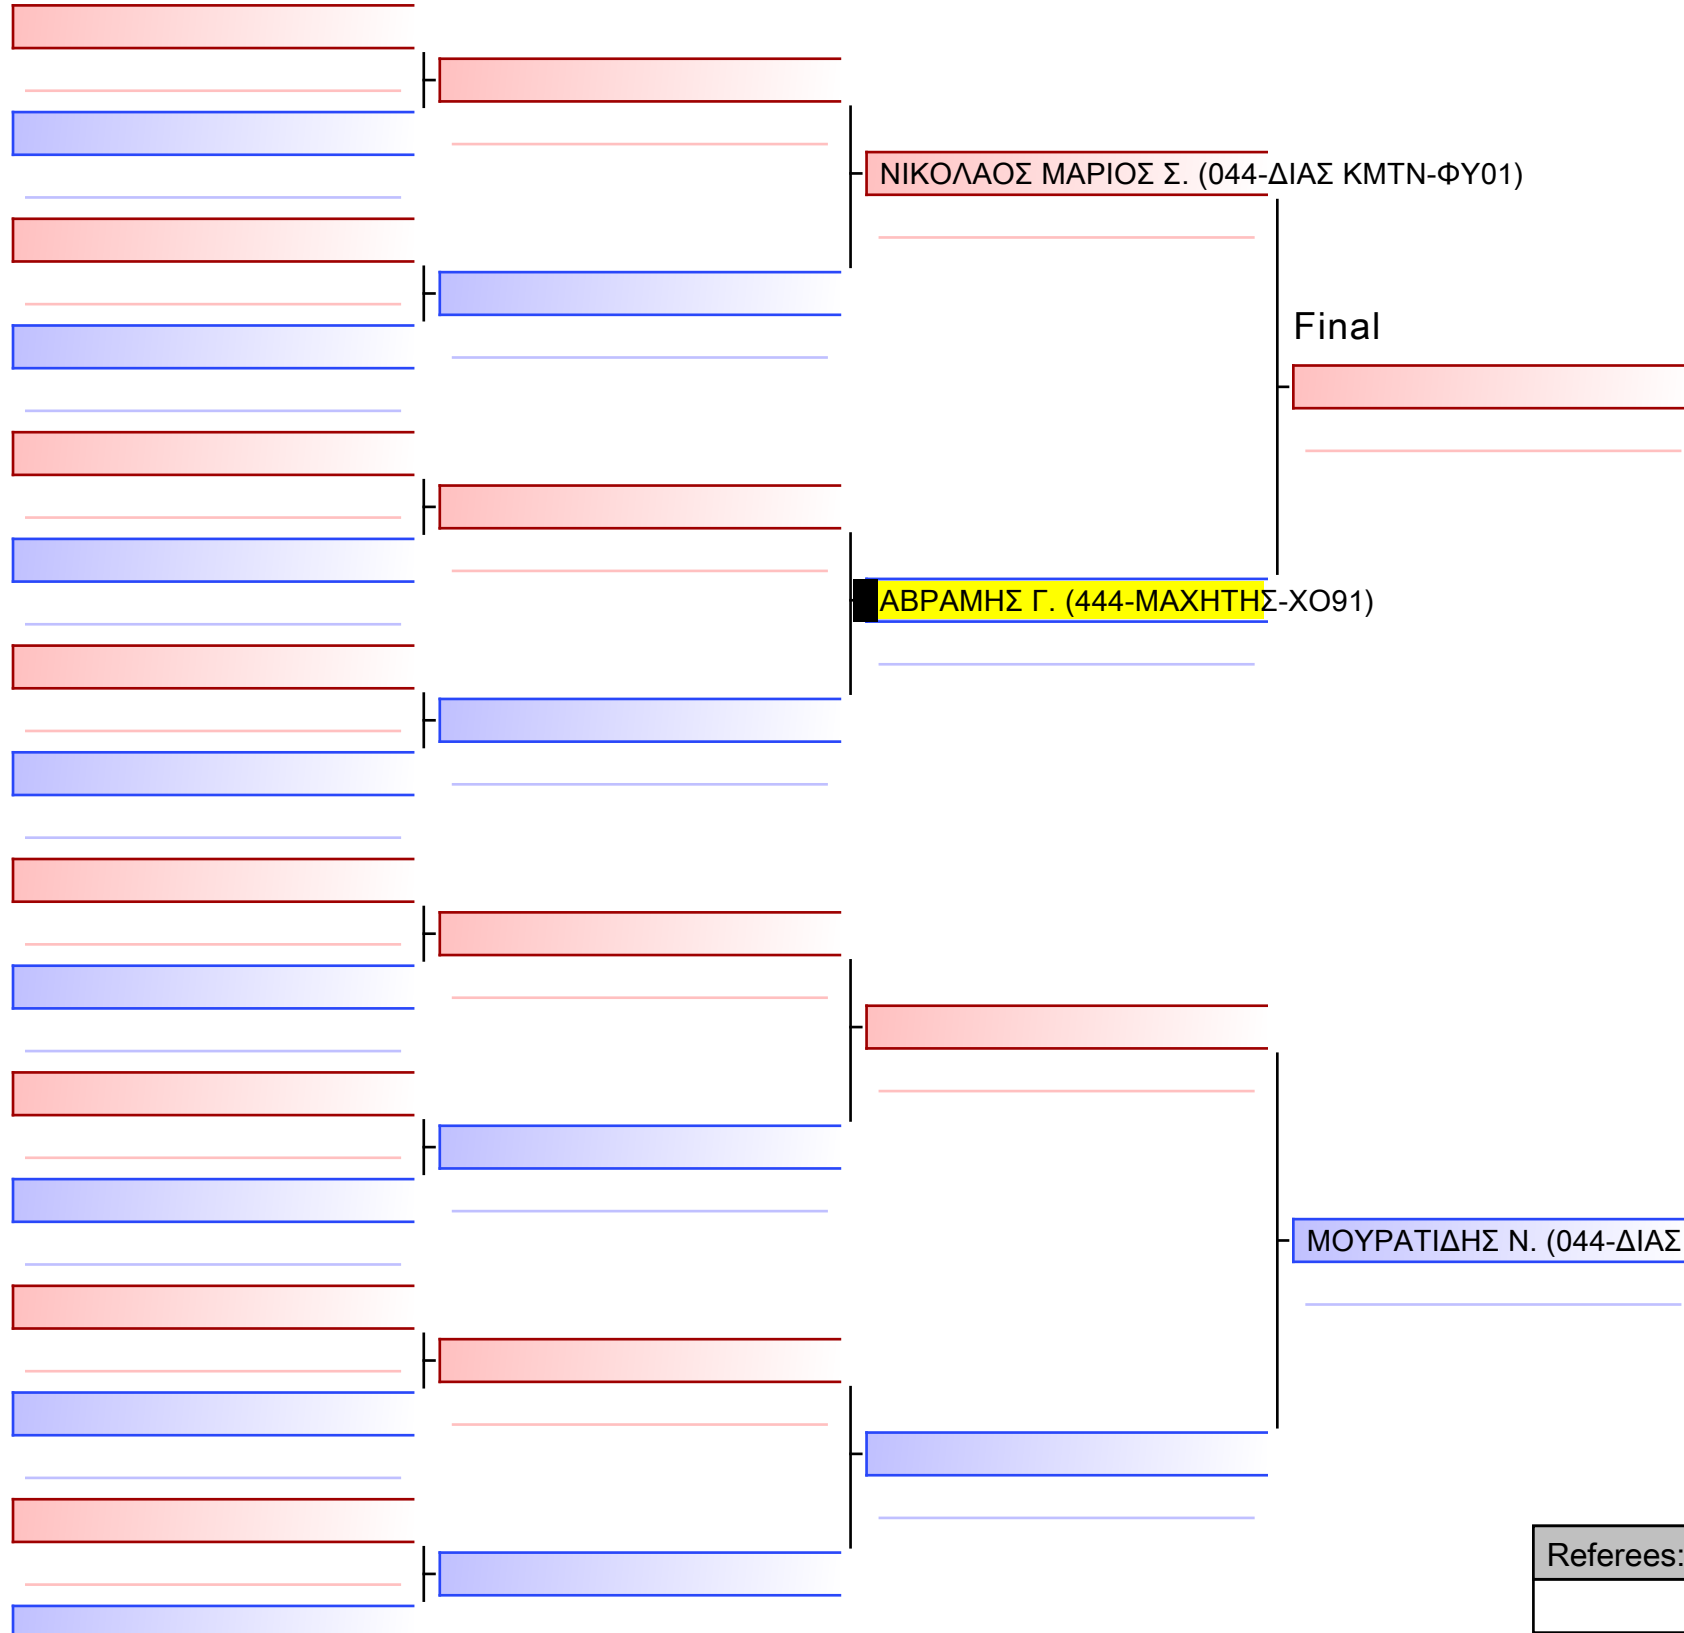 ΝΙΚΟΛΑΟΣ ΜΑΡΙΟΣ Σ. (044-ΔΙΑΣ ΚΜΤΝ-ΦΥ01)
Final
ΑΒΡΑΜΗΣ Γ. (444-ΜΑΧΗΤΗΣ-ΧΟ91)
ΜΟΥΡΑΤΙΔΗΣ Ν. (044-ΔΙΑΣ
Referees: